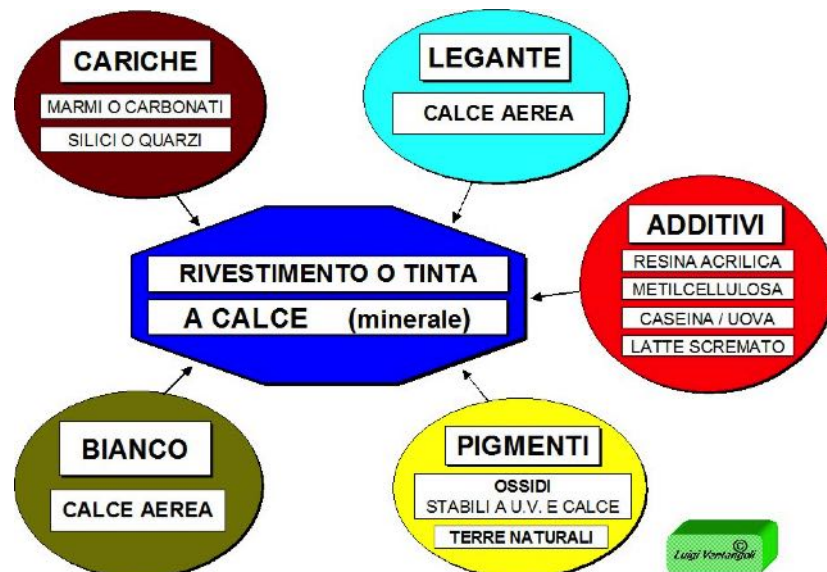 CARICHE
MARMI O CARBONATI
SILICI O QUARZI
LEGANTE
CALCE AEREA
RIVESTIMENTO O TINTA
A CALCE (minerale)
ADDITIVI
RESINA ACRILICA
METILCELLULOSA
CASEINA / UOVA
LATTE SCREMATO
BIANCO
CALCE AEREA
PIGMENTI
OSSIDI
STABILI A U.V. E CALCE
TERRE NATURALI
©
Luigi Vantangoli